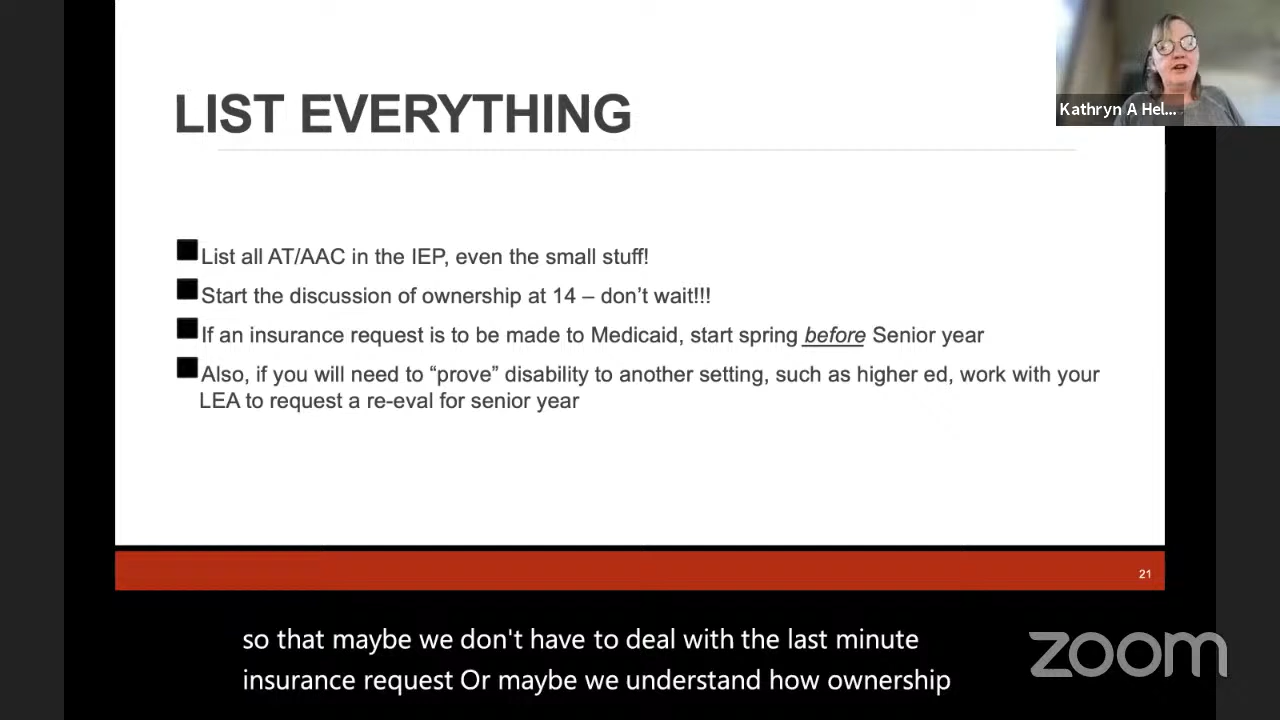 LIST EVERYTHING
Kathryn A Hel...
List all AT/AAC in the IEP, even the small stuff!
Start the discussion of ownership at 14 – don’t wait!!!
If an insurance request is to be made to Medicaid, start spring before Senior year
Also, if you will need to “prove” disability to another setting, such as higher ed, work with your
LEA to request a re-eval for senior year
21
so that maybe we don't have to deal with the last minute
insurance request Or maybe we understand how ownership
zoom